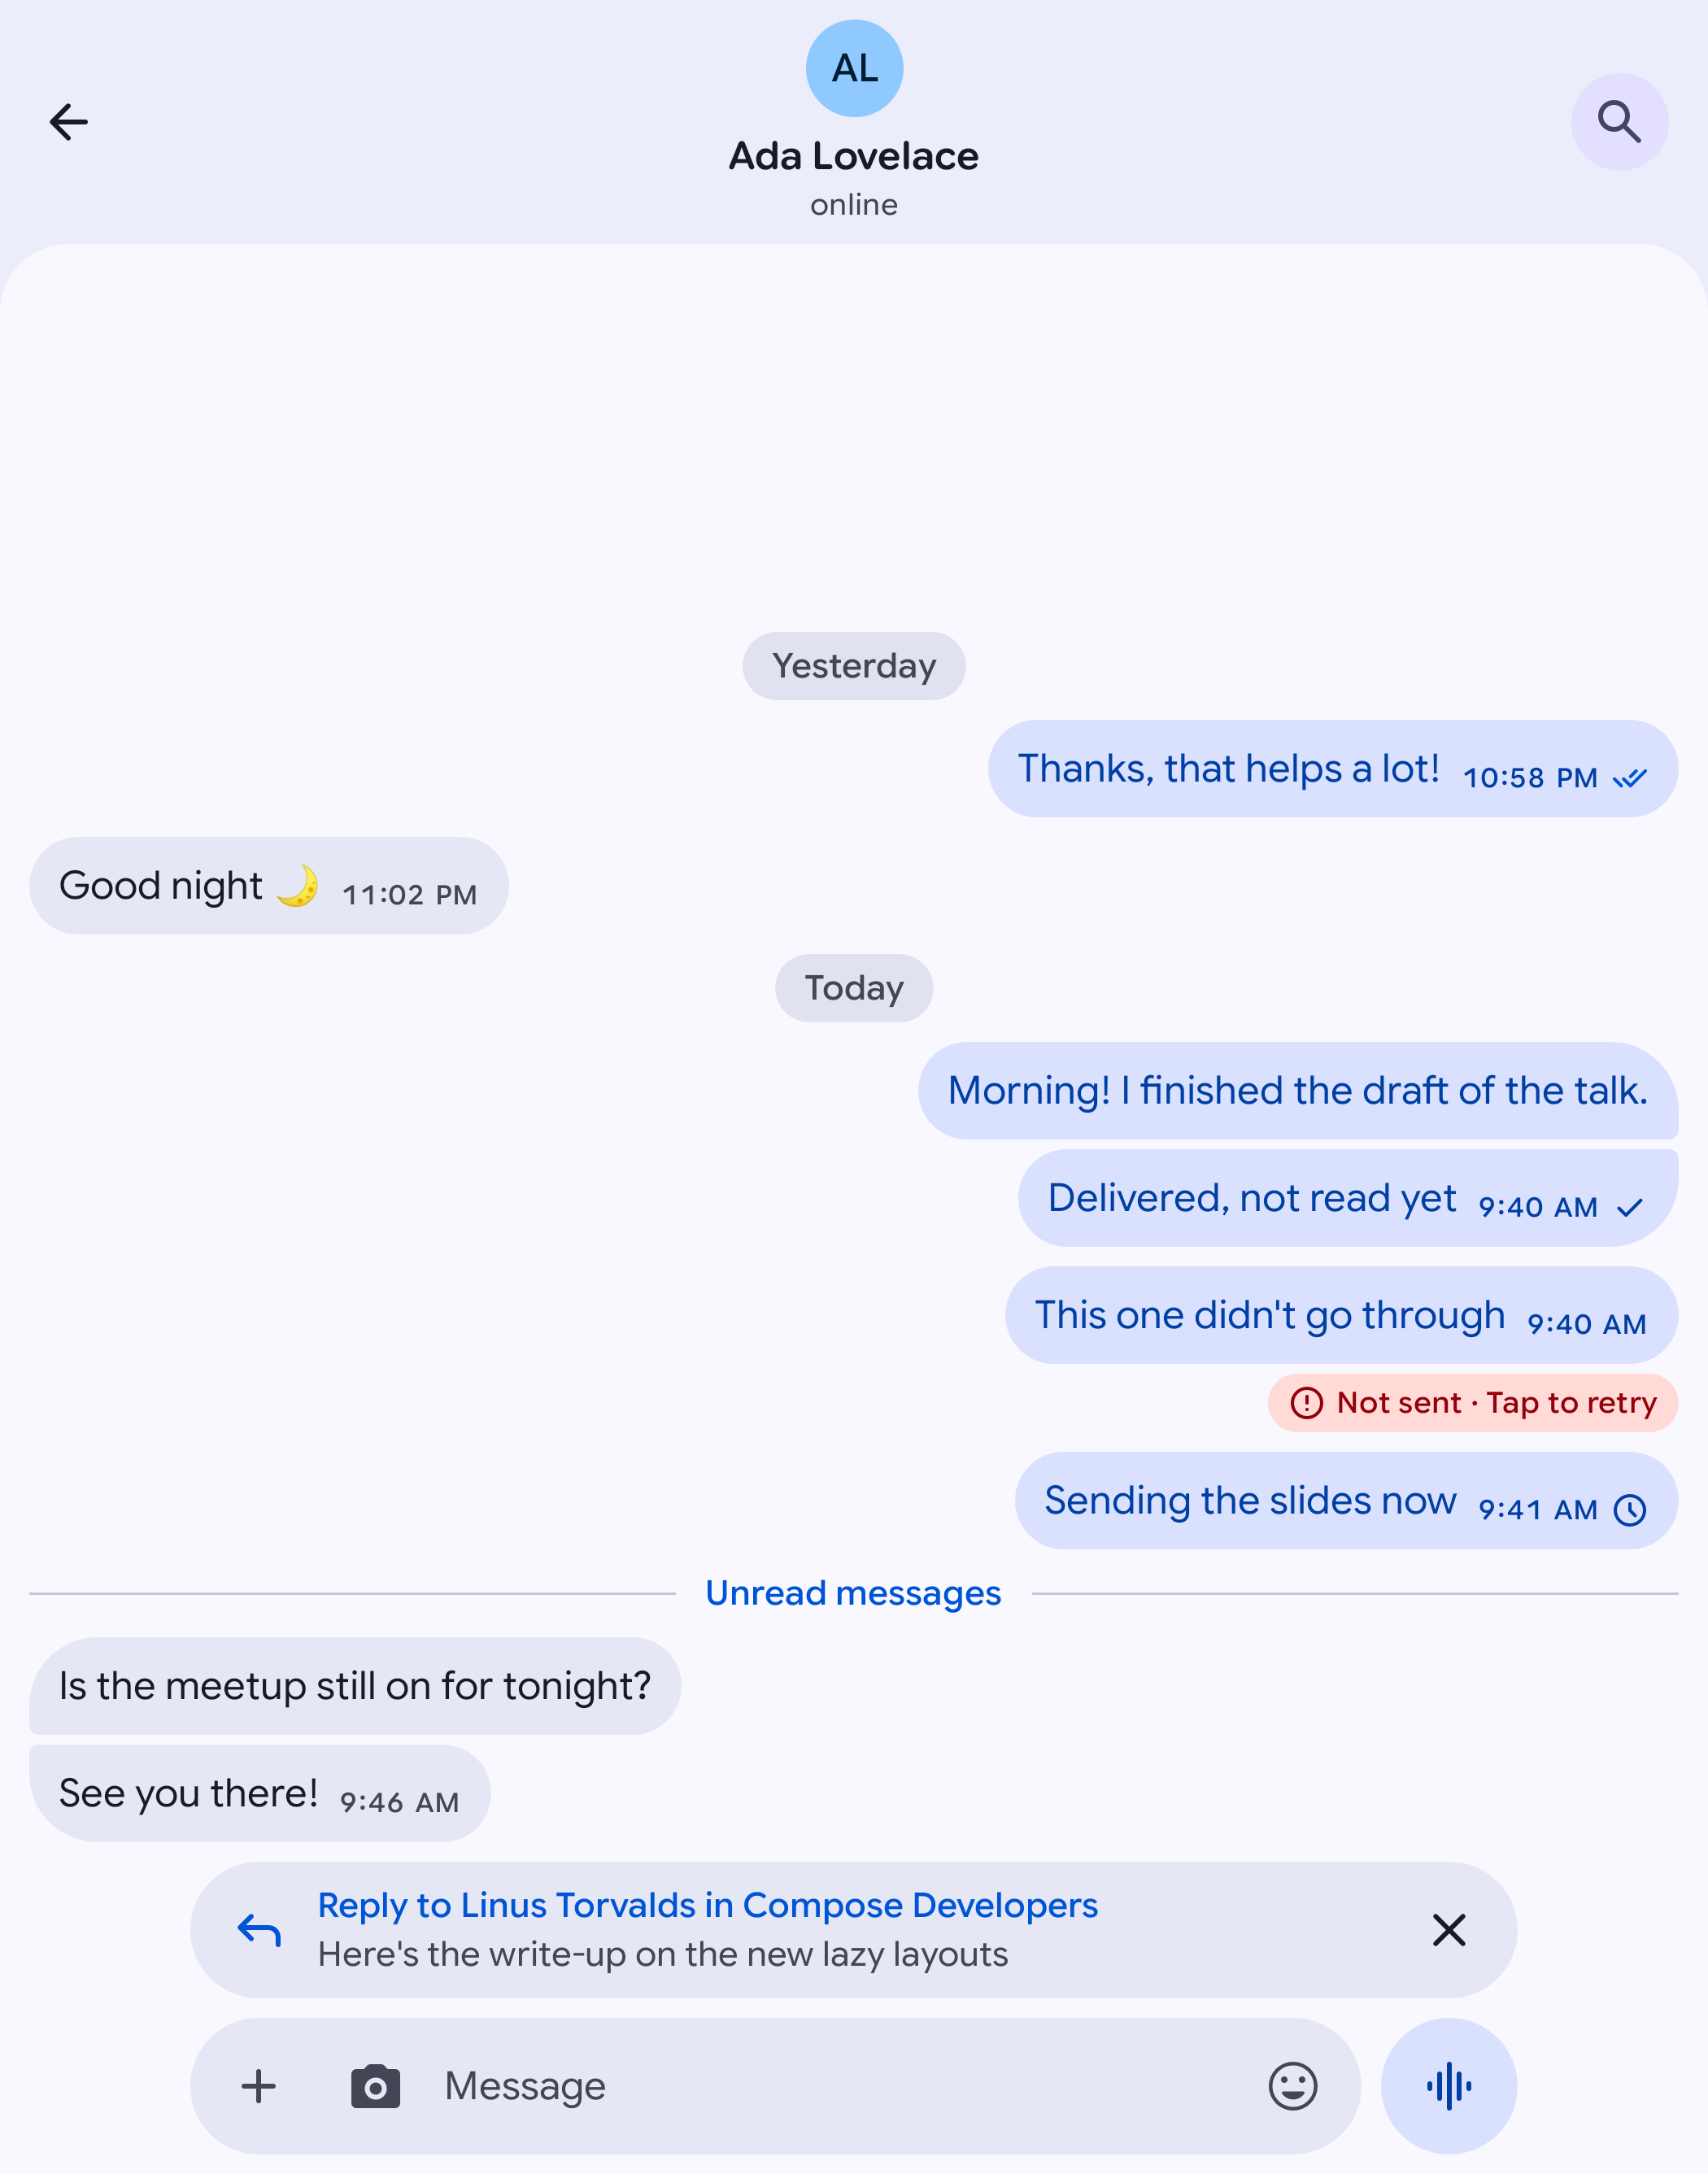 AL
Ada Lovelace
online
Yesterday
Thanks, that helps a lot! 10:58 PM
Good night 🌙 11:02 PM
Today
Morning! I finished the draft of the talk.
Delivered, not read yet 9:40 AM
This one didn't go through 9:40 AM
Not sent · Tap to retry
Sending the slides now 9:41 AM
Unread messages
Is the meetup still on for tonight?
See you there! 9:46 AM
Reply to Linus Torvalds in Compose Developers
Here's the write-up on the new lazy layouts
Message